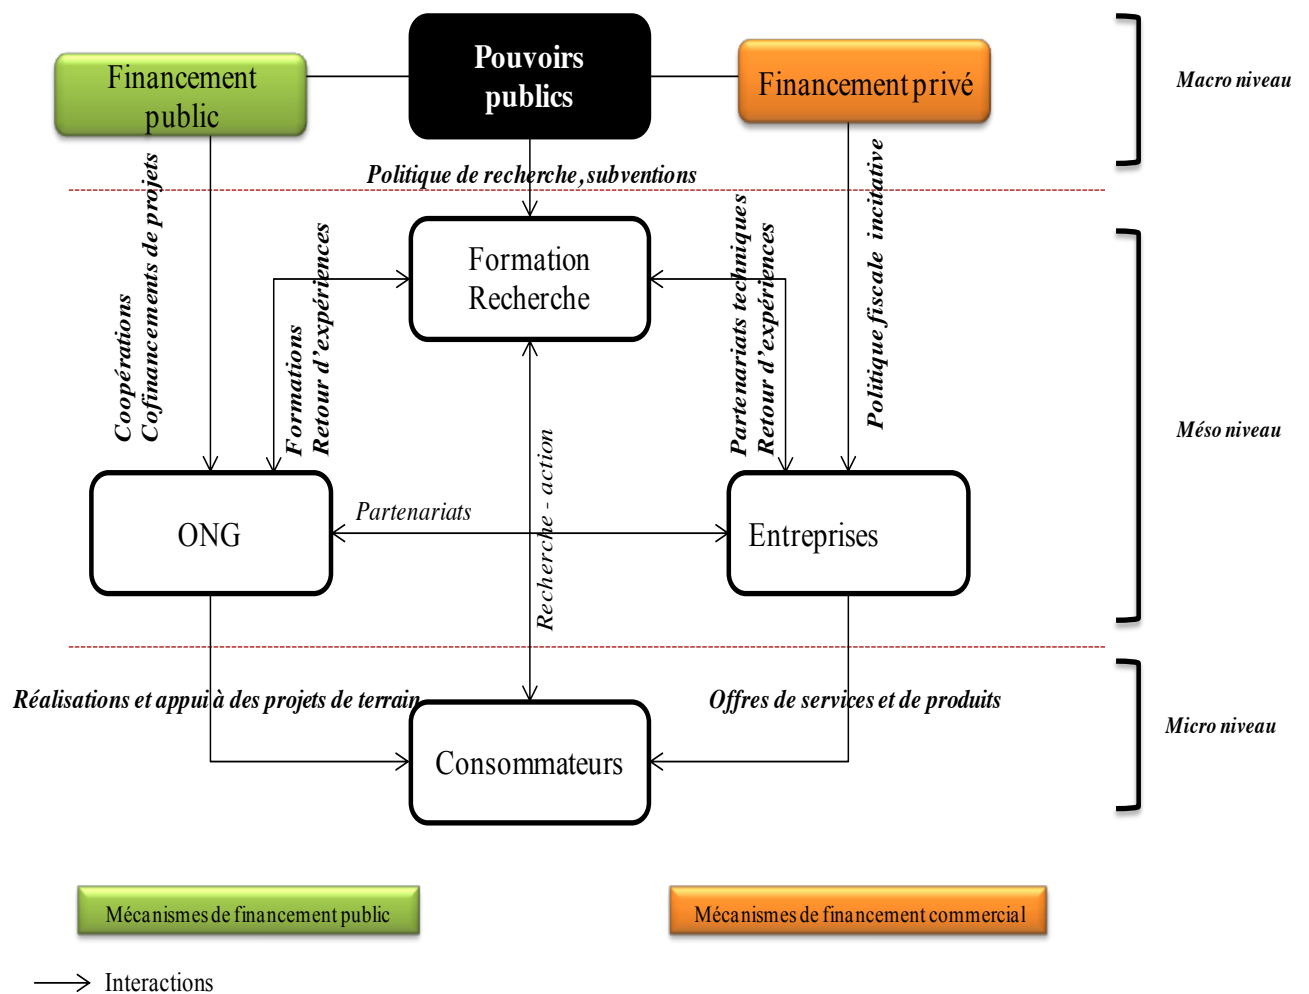 Pouvoirs
publics
Financement
public
Financement privé
Macro niveau
Politique de recherche, subventions
Coopérations
Cofinancements de projets
Formations
Retour d’expériences
Partenariats techniques
Retour d’expériences
Politique fiscale incitative
Formation
Recherche
Méso niveau
ONG
Partenariats
Recherche - action
Entreprises
Réalisations et appui à des projets de terrain
Offres de services et de produits
Micro niveau
Consommateurs
Mécanismes de financement public
Mécanismes de financement commercial
Interactions